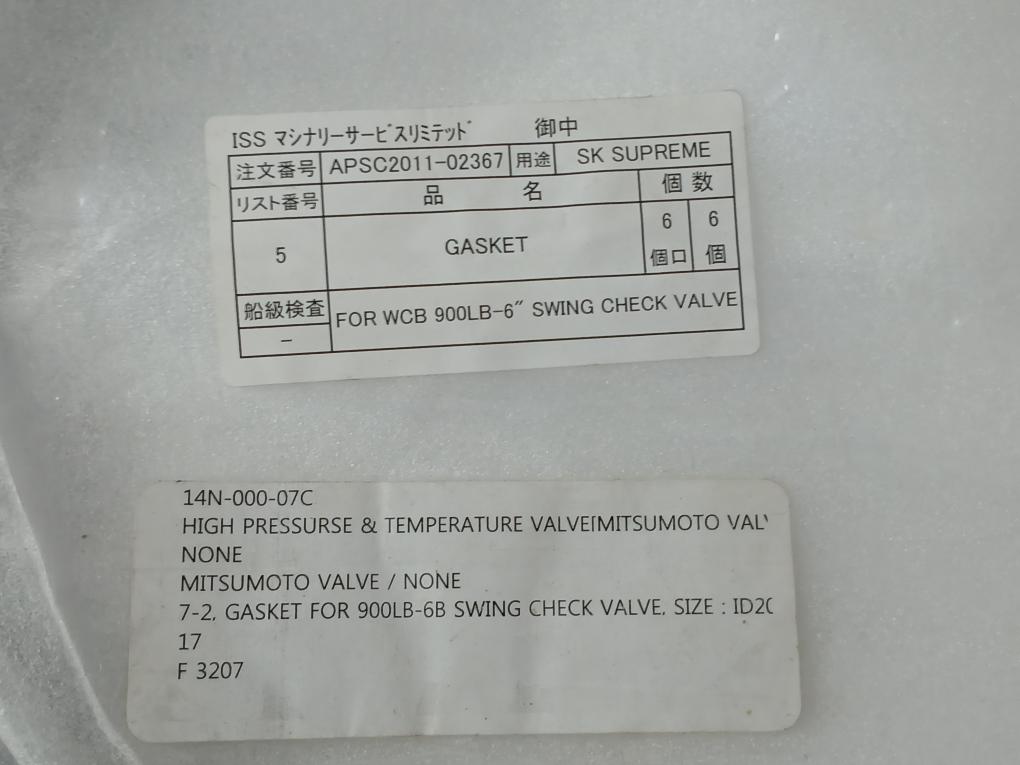 ISS マシナリーサービスリミテッド 御中
注文番号 APSC2011-02367 用途 SK SUPREME
リスト番号 品 名 個 数
5 GASKET 6 個口 6 個
船級検査 FOR WCB 900LB-6" SWING CHECK VALVE
-
14N-000-07C
HIGH PRESSURSE & TEMPERATURE VALVE[MITSUMOTO VAL
NONE
MITSUMOTO VALVE / NONE
7-2, GASKET FOR 900LB-6B SWING CHECK VALVE, SIZE : ID20
17
F 3207